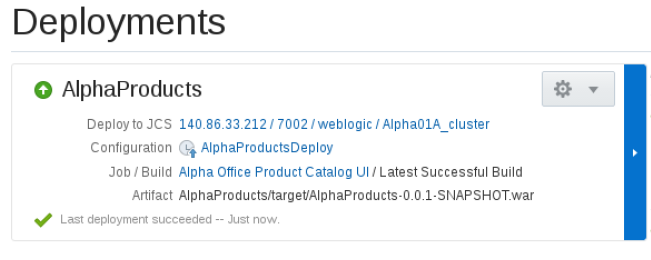 Deployments
AlphaProducts
Deploy to JCS 140.86.33.212 / 7002 / weblogic / Alpha01A_cluster
Configuration AlphaProductsDeploy
Job / Build Alpha Office Product Catalog UI / Latest Successful Build
Artifact AlphaProducts/target/AlphaProducts-0.0.1-SNAPSHOT.war
Last deployment succeeded -- Just now.